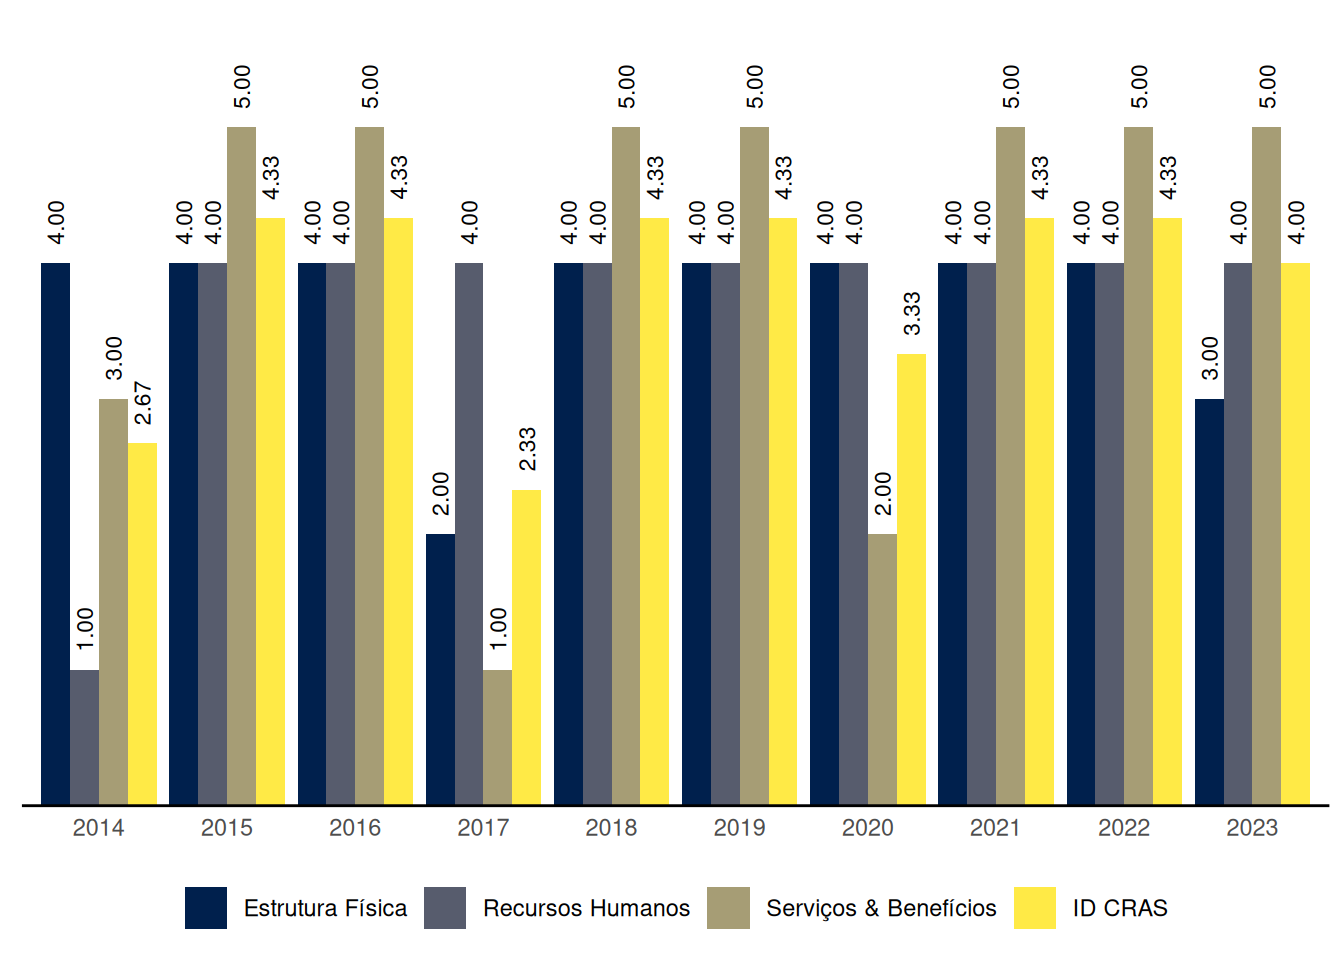 5.00 5.00 5.00 5.00 5.00 5.00 5.00
4.33 4.33 4.33 4.33 4.33 4.33
4.00 4.00 4.00 4.00 4.00 4.00 4.00 4.00 4.00 4.00 4.00 4.00 4.00 4.00 4.00 4.00 4.00 4.00
3.33
3.00 3.00
2.67
2.33
2.00 2.00
1.00 1.00
2014 2015 2016 2017 2018 2019 2020 2021 2022 2023
Estrutura Física Recursos Humanos Serviços & Benefícios ID CRAS